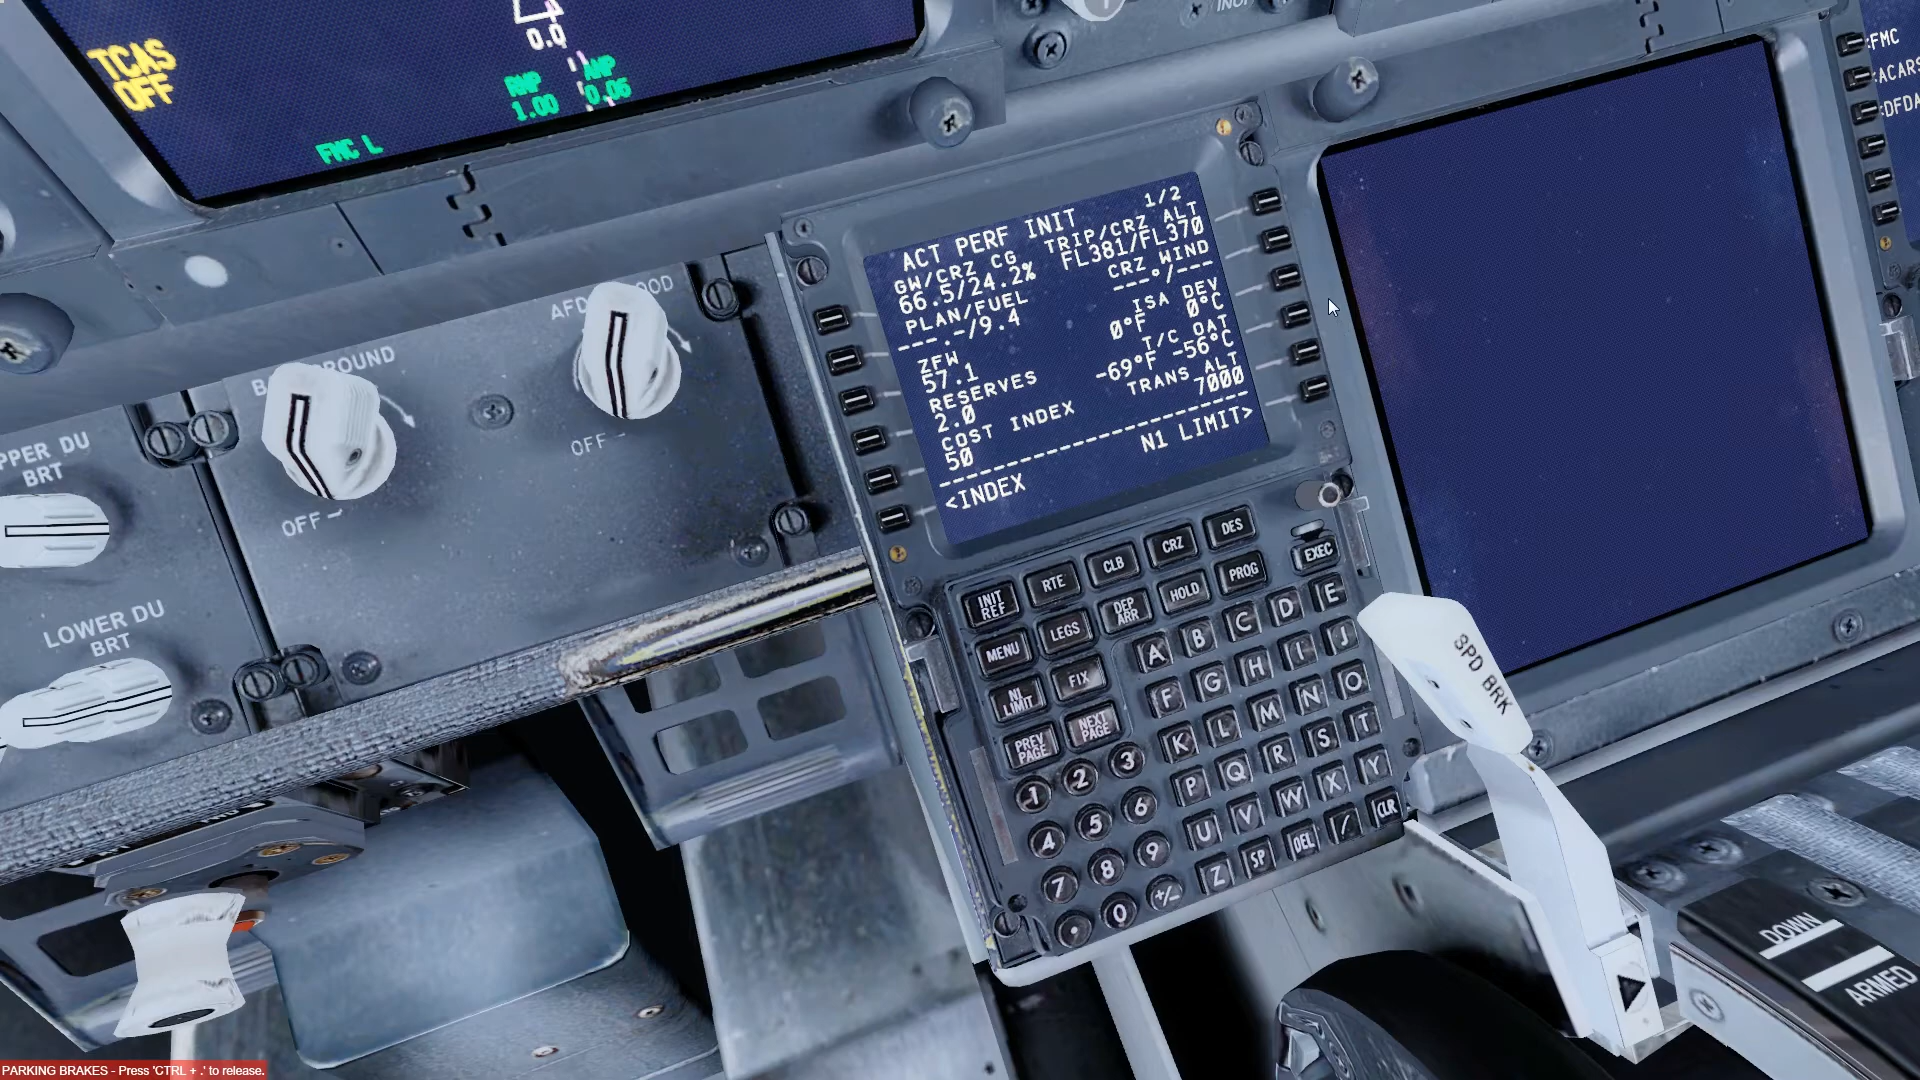 TCAS
OFF
0.0
RNP
1.00
ANP
0.06
FMC L
FMC
ACARS
ACT PERF INIT
1/2
GW/CRZ CG
TRIP/CRZ ALT
66.5/24.2%
FL381/FL370
PLAN/FUEL
CRZ WIND
---.-/9.4
---°/---
ZFW
ISA DEV
57.1
0°F 0°C
RESERVES
T/C OAT
2.0
-69°F -56°C
COST INDEX
TRANS ALT
50
7000
--------------------
<INDEX
N1 LIMIT>
OFF
OFF
BRT
LOWER DU
BRT
INIT
REF
RTE
CLB
CRZ
DES
MENU
LEGS
DEP
ARR
HOLD
PROG
EXEC
N1
LIMIT
FIX
PREV
PAGE
NEXT
PAGE
A B C D E
F G H I J
K L M N O
P Q R S T
U V W X Y
Z SP DEL / CLR
1 2 3
4 5 6
7 8 9
. 0 +/-
SPD BRK
DOWN
ARMED
PARKING BRAKES - Press 'CTRL + .' to release.